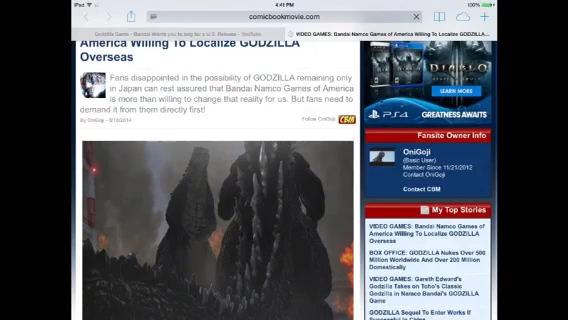 iPad
4:41 PM
100%
comicbookmovie.com
Godzilla Game - Bandai Wants you to beg for a U.S. Release - YouTube
VIDEO GAMES: Bandai Namco Games of America Willing To Localize GODZILLA...
America Willing To Localize GODZILLA
Overseas
Fans disappointed in the possibility of GODZILLA remaining only
in Japan can rest assured that Bandai Namco Games of America
is more than willing to change that reality for us. But fans need to
demand it from them directly first!
By OniGoji -
Follow OniGoji:
CBM
DIABLO
LEARN MORE
PS4
GREATNESS AWAITS
Fansite Owner Info
OniGoji
(Basic User)
Member Since 11/21/2012
Contact OniGoji
Contact CBM
My Top Stories
VIDEO GAMES: Bandai Namco Games of
America Willing To Localize GODZILLA
Overseas
BOX OFFICE: GODZILLA Nukes Over 500
Million Worldwide And Over 200 Million
Domestically
VIDEO GAMES: Gareth Edward's
Godzilla Takes on Toho's Classic
Godzilla in Namco Bandai's GODZILLA
Game
GODZILLA Sequel To Enter Works If
Successful In China